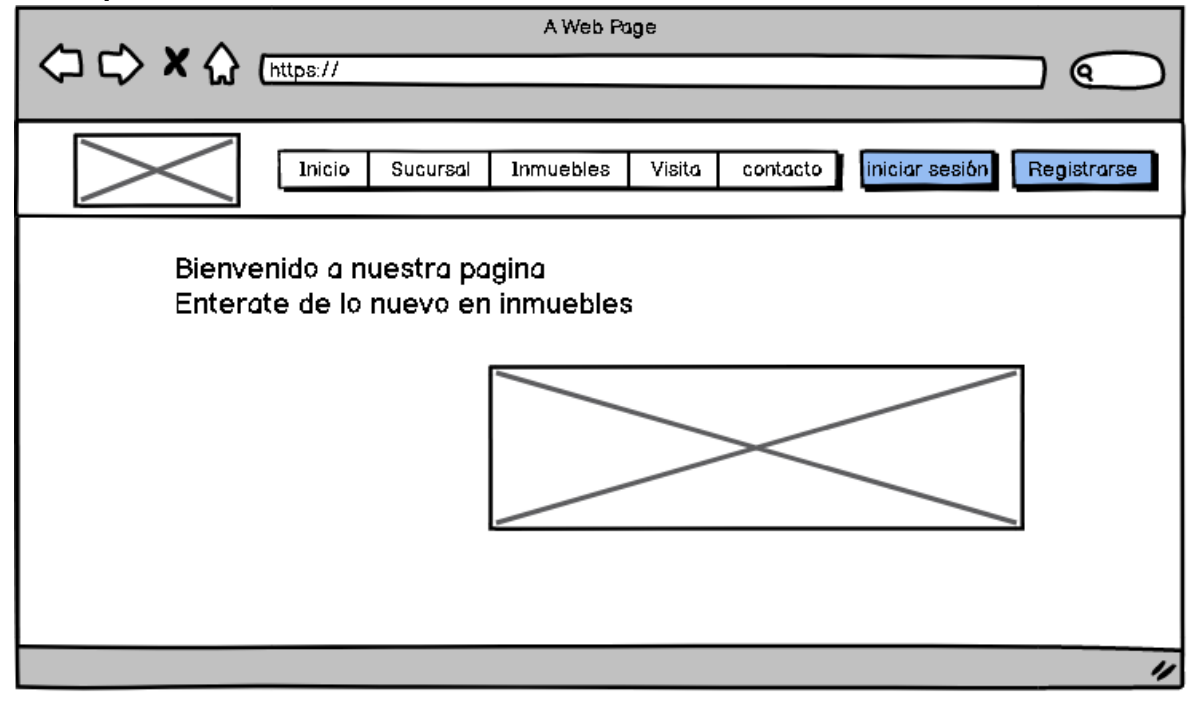 A Web Page
https://
Inicio Sucursal Inmuebles Visita contacto iniciar sesión Registrarse
Bienvenido a nuestra pagina
Enterate de lo nuevo en inmuebles